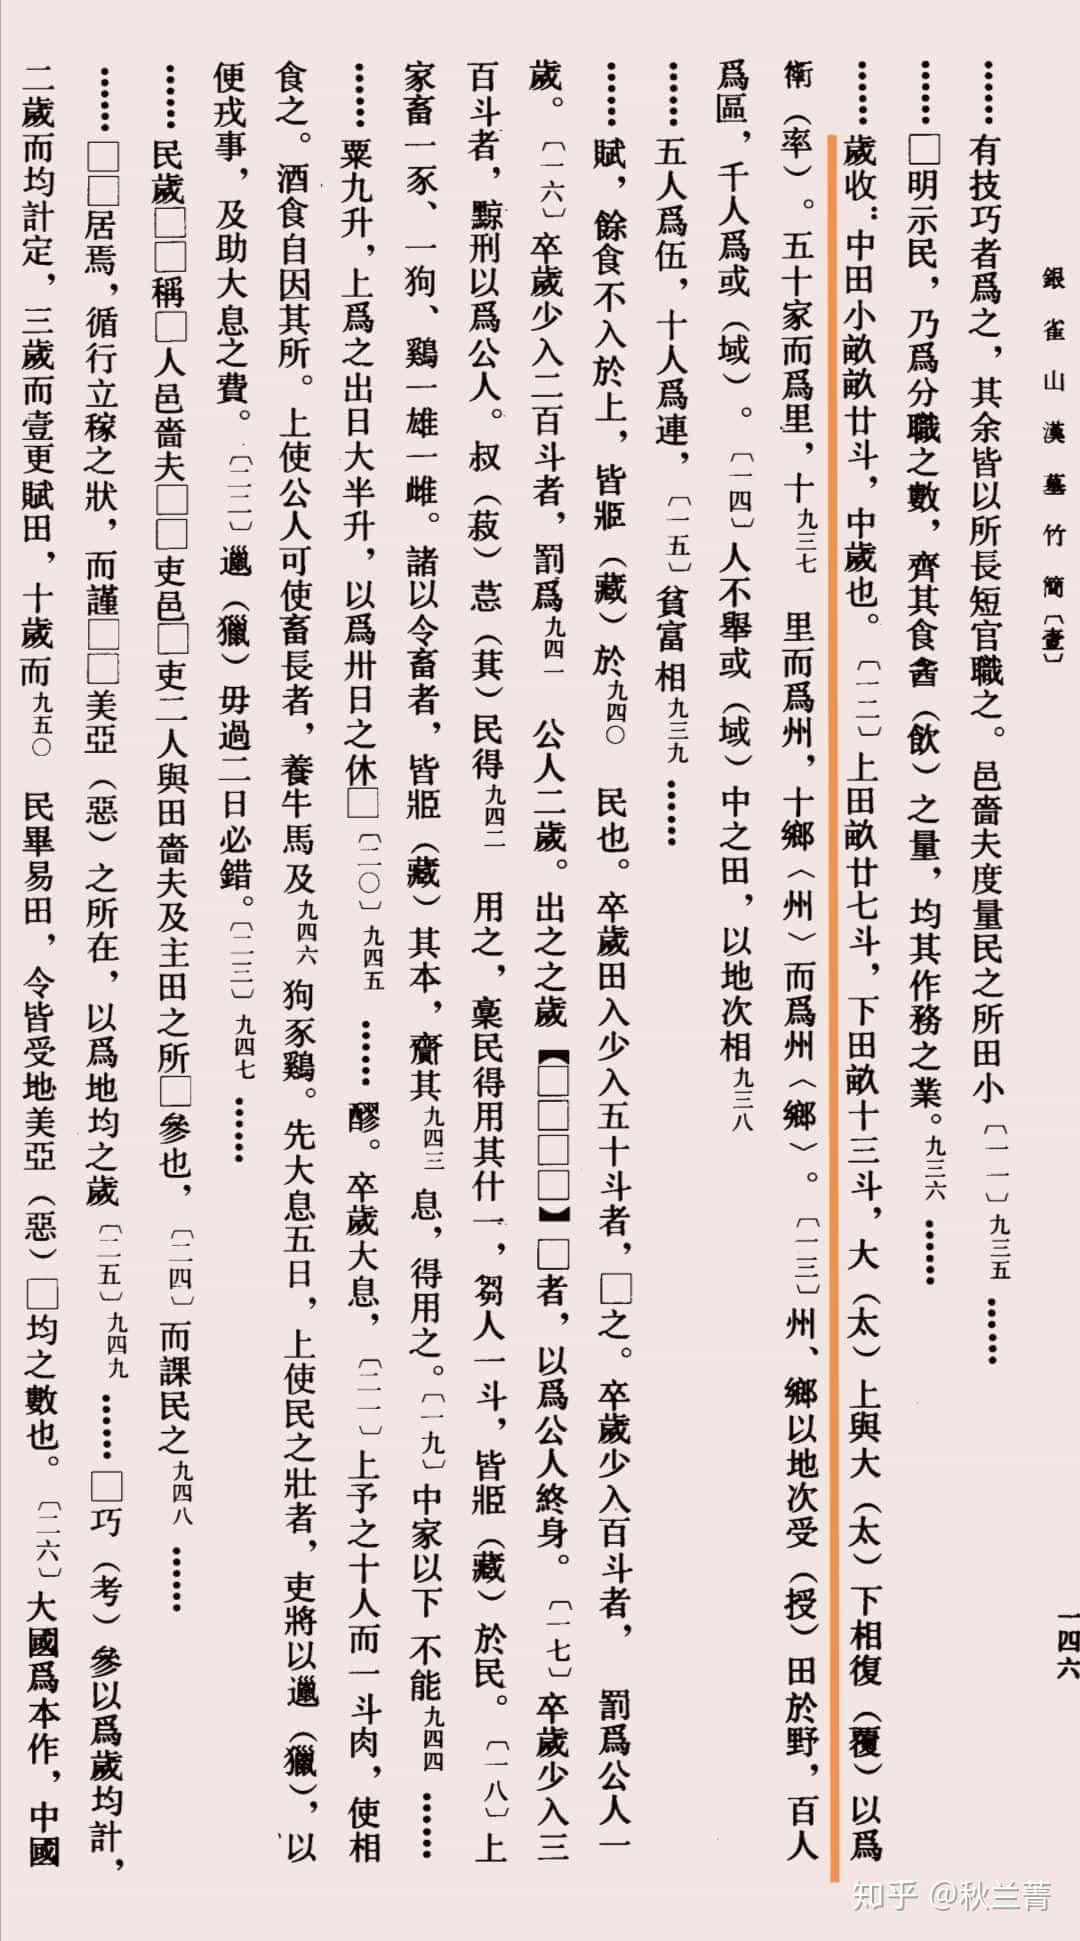 銀雀山漢墓竹簡〔壹〕
一四六
……有技巧者爲之，其余皆以所長短官職之。邑嗇夫度量民之所田小〔一一〕九三五……
……□明示民，乃爲分職之數，齊其食酓（飲）之量，均其作務之業。九三六……
……歲收：中田小畝畝廿斗，中歲也。〔一二〕上田畝廿七斗，下田畝十三斗，大（太）上與大（太）下相復（覆）以爲
衛（率）。五十家而爲里，十九三七 里而爲州，十鄉〈州〉而爲州〈鄉〉。〔一三〕州、鄉以地次受（授）田於野，百人
爲區，千人爲或（域）。〔一四〕人不舉或（域）中之田，以地次相九三八
……五人爲伍，十人爲連，〔一五〕貧富相九三九……
……賦，餘食不入於上，皆臧（藏）於九四〇 民也。卒歲田入少入五十斗者，□之。卒歲少入百斗者，罰爲公人一
歲。〔一六〕卒歲少入二百斗者，罰爲九四一 公人二歲。出之之歲【□□□□】□者，以爲公人終身。〔一七〕卒歲少入三
百斗者，黥刑以爲公人。叔（菽）萁（萁）民得九四二 用之，稾民得用其什一，芻人一斗，皆臧（藏）於民。〔一八〕上
家畜一豕、一狗、鷄一雄一雌。諸以令畜者，皆臧（藏）其本，齎其九四三 息，得用之。〔一九〕中家以下不能九四四……
……粟九升，上爲之出日大半升，以爲卅日之休□〔二〇〕九四五……醪。卒歲大息，〔二一〕上予之十人而一斗肉，使相
食之。酒食自因其所。上使公人可使畜長者，養牛馬及九四六 狗豕鷄。先大息五日，上使民之壯者，吏將以邋（獵），以
便戎事，及助大息之費。〔二二〕邋（獵）毋過二日必錯。〔二三〕九四七……
……民歲□□稱□人邑嗇夫□□吏邑□吏二人與田嗇夫及主田之所□參也，〔二四〕而課民之九四八……
……□□居焉，循行立稼之狀，而謹□□美亞（惡）之所在，以爲地均之歲〔二五〕九四九……□巧（考）參以爲歲均計，
二歲而均計定，三歲而壹更賦田，十歲而九五〇 民畢易田，令皆受地美亞（惡）□均之數也。〔二六〕大國爲本作，中國
知乎 @秋兰菁